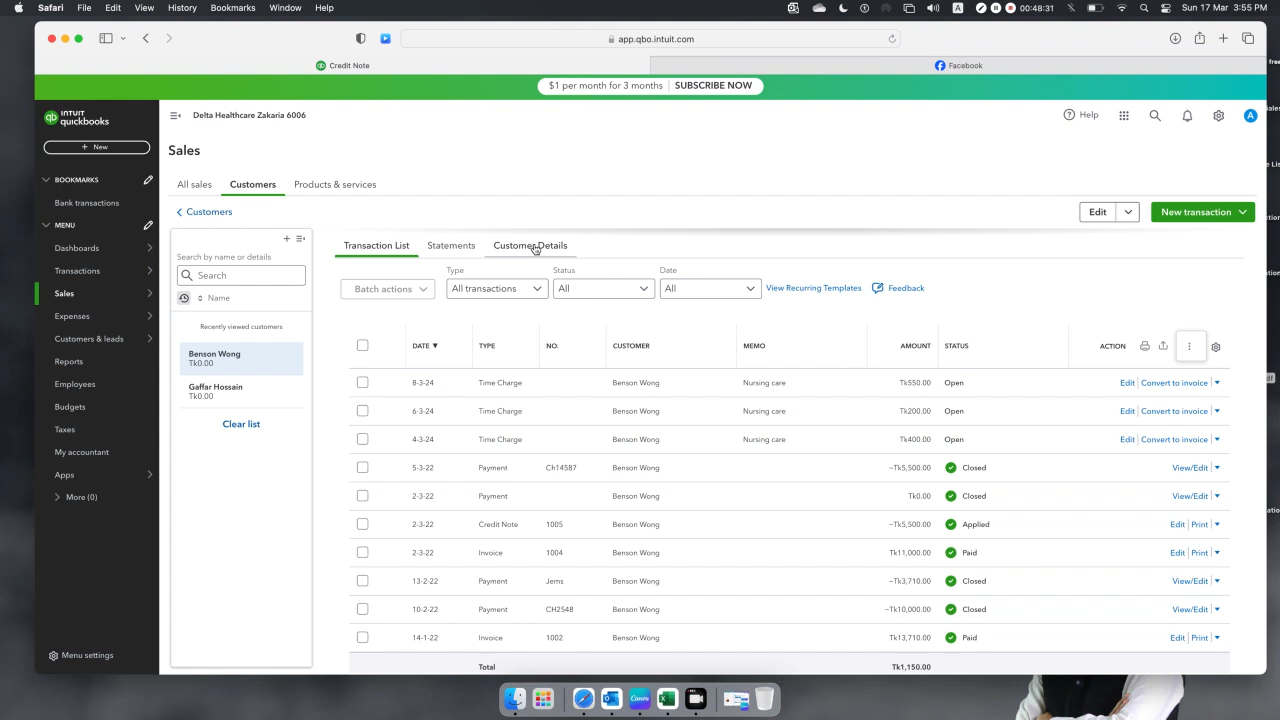 Safari File Edit View History Bookmarks Window Help
A 00:48:31 Sun 17 Mar 3:55 PM
app.qbo.intuit.com
Credit Note
Facebook
$1 per month for 3 months SUBSCRIBE NOW
INTUIT
quickbooks
Delta Healthcare Zakaria 6006
Help
A
+ New
Sales
BOOKMARKS
Bank transactions
MENU
Dashboards
Transactions
Sales
Expenses
Customers & leads
Reports
Employees
Budgets
Taxes
My accountant
Apps
More (0)
Menu settings
All sales Customers Products & services
Customers
Edit New transaction
Search by name or details
Search
Name
Recently viewed customers
Benson Wong
Tk0.00
Gaffar Hossain
Tk0.00
Clear list
Transaction List Statements Customer Details
Type Status Date
Batch actions All transactions All All View Recurring Templates Feedback
DATE ▼ TYPE NO. CUSTOMER MEMO AMOUNT STATUS ACTION
8-3-24 Time Charge Benson Wong Nursing care Tk550.00 Open Edit Convert to invoice
6-3-24 Time Charge Benson Wong Nursing care Tk200.00 Open Edit Convert to invoice
4-3-24 Time Charge Benson Wong Nursing care Tk400.00 Open Edit Convert to invoice
5-3-22 Payment Ch14587 Benson Wong −Tk5,500.00 Closed View/Edit
2-3-22 Payment Benson Wong Tk0.00 Closed View/Edit
2-3-22 Credit Note 1005 Benson Wong −Tk5,500.00 Applied Edit Print
2-3-22 Invoice 1004 Benson Wong Tk11,000.00 Paid Edit Print
13-2-22 Payment Jems Benson Wong −Tk3,710.00 Closed View/Edit
10-2-22 Payment CH2548 Benson Wong −Tk10,000.00 Closed View/Edit
14-1-22 Invoice 1002 Benson Wong Tk13,710.00 Paid Edit Print
Total Tk1,150.00